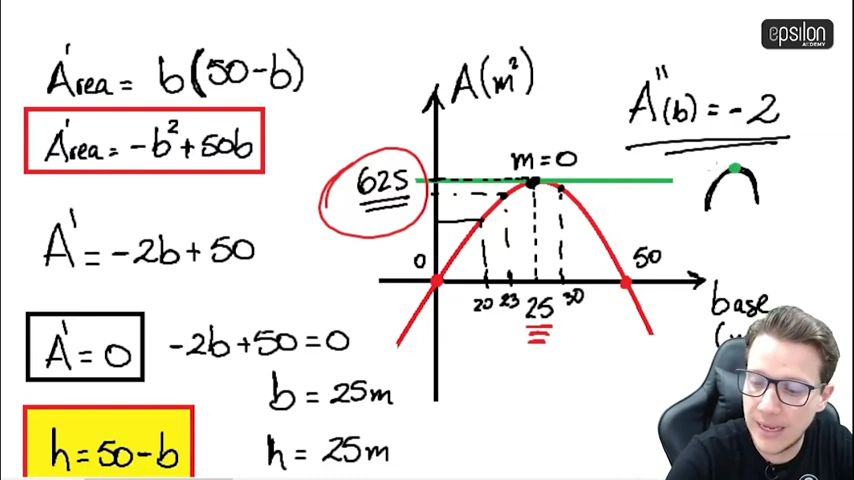 epsilon
ACADEMY
Área = b(50-b)
Área = -b²+50b
A' = -2b+50
A' = 0
-2b+50=0
b = 25m
h=50-b
h = 25m
A(m²)
625
m=0
0
50
20 23 25 30
base
A''(b) = -2